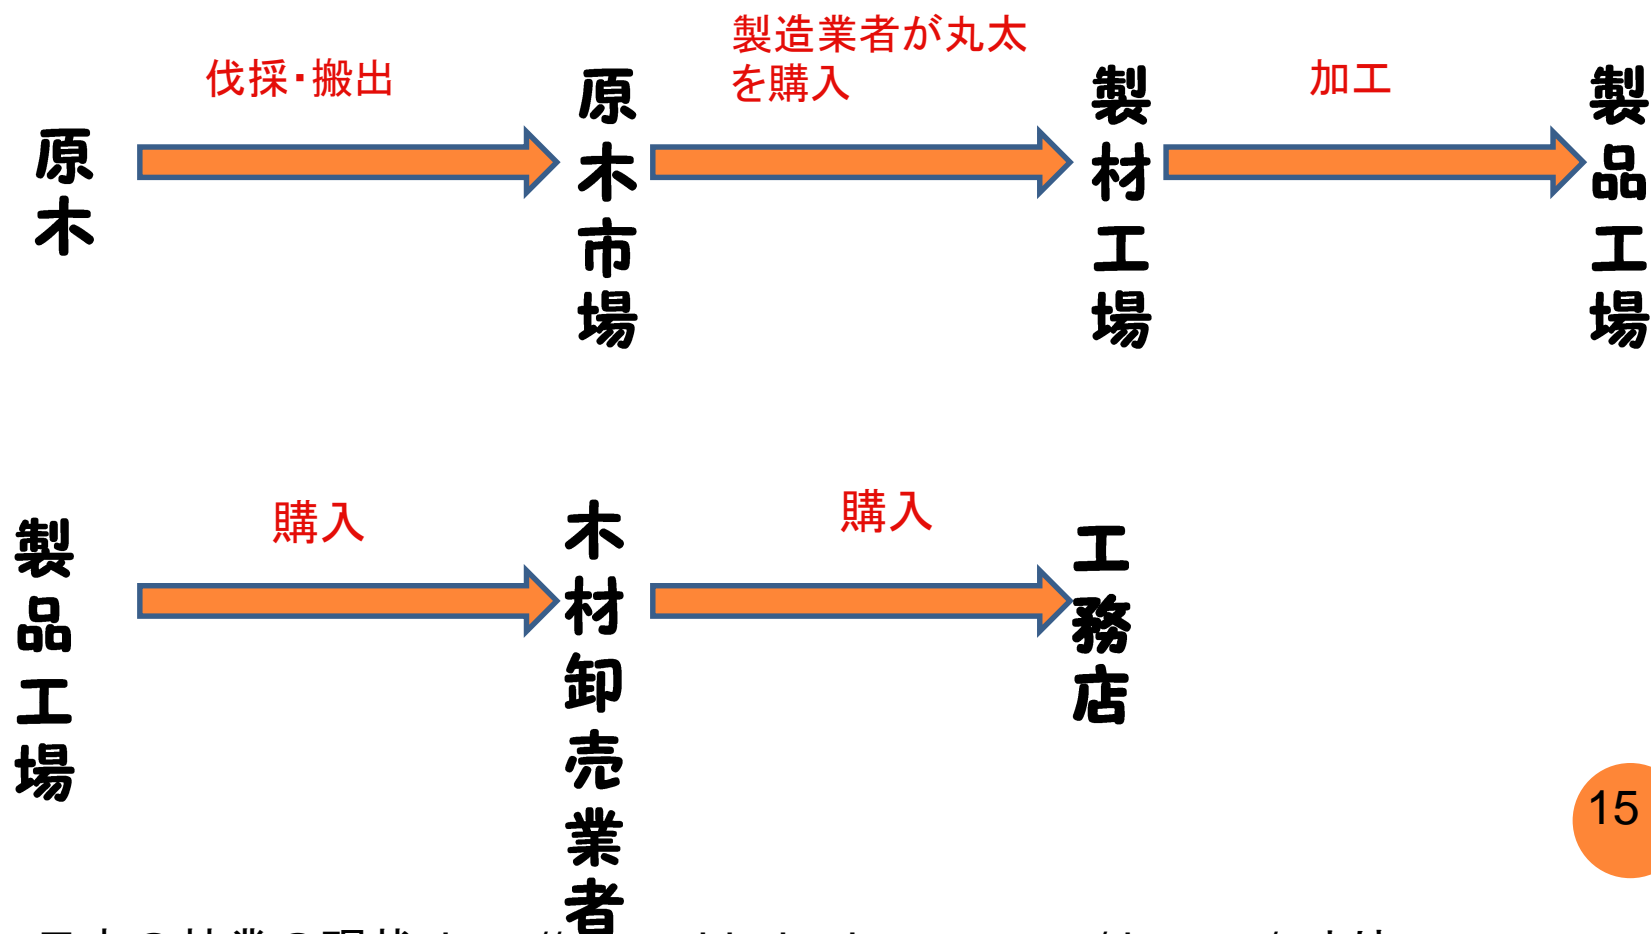 原木
伐採・搬出
原木市場
製造業者が丸太
を購入
製材工場
加工
製品工場
製品工場
購入
木材卸売業者
購入
工務店
15